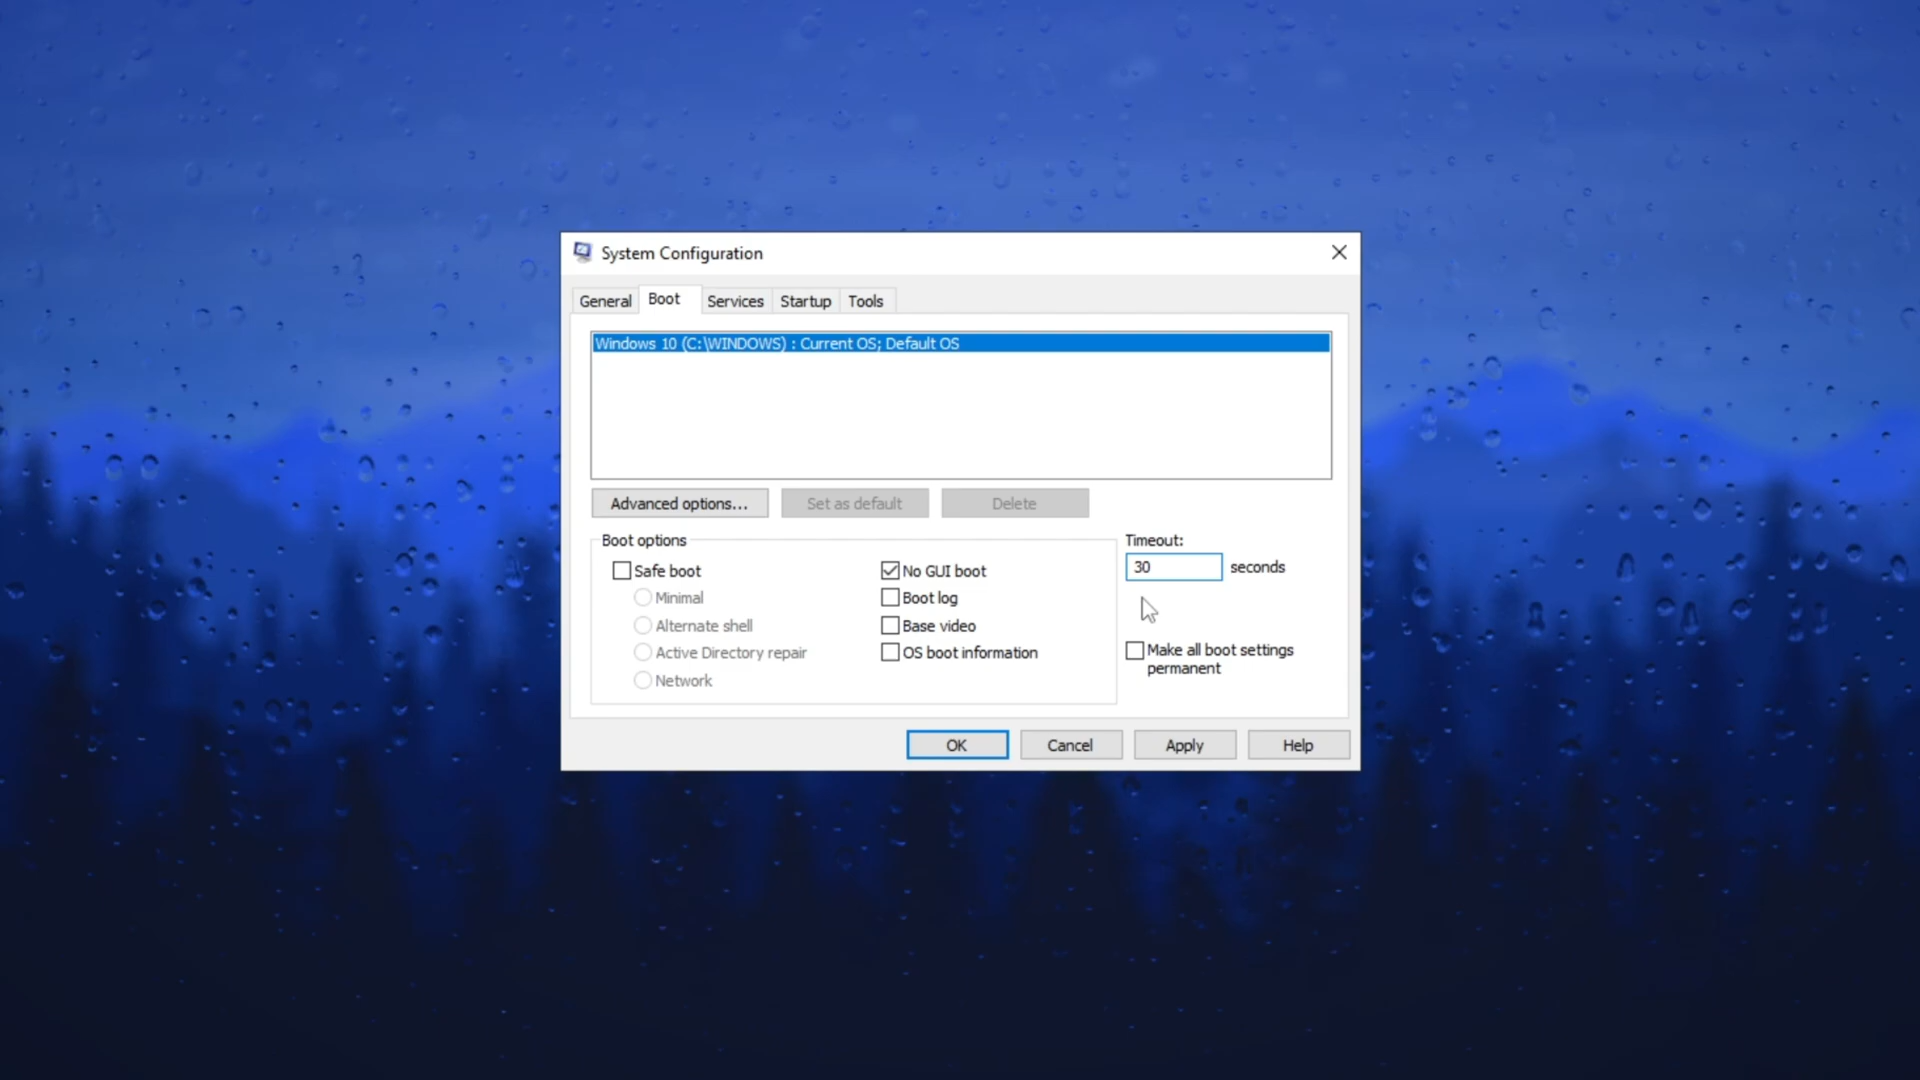 System Configuration
General Boot Services Startup Tools
Windows 10 (C:\WINDOWS) : Current OS; Default OS
Advanced options... Set as default Delete
Boot options
Safe boot
Minimal
Alternate shell
Active Directory repair
Network
No GUI boot
Boot log
Base video
OS boot information
Timeout:
30 seconds
Make all boot settings
permanent
OK Cancel Apply Help